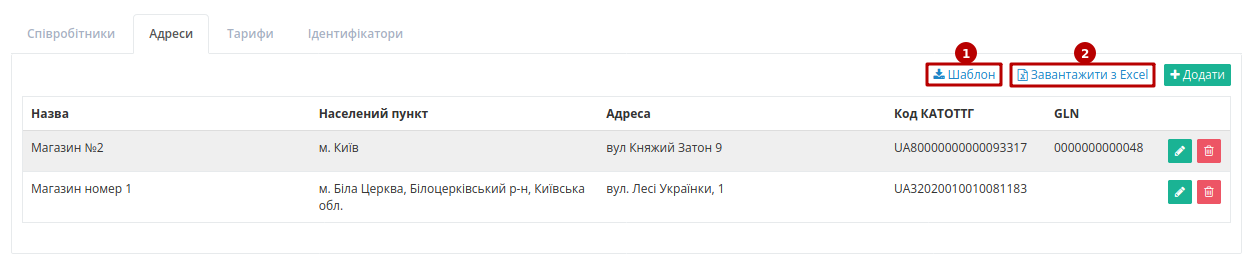 Співробітники Адреси Тарифи Ідентифікатори
1 2
Шаблон Завантажити з Excel Додати
Назва Населений пункт Адреса Код КАТОТТГ GLN
Магазин №2 м. Київ вул Княжий Затон 9 UA80000000000093317 0000000000048
Магазин номер 1 м. Біла Церква, Білоцерківський р-н, Київська вул. Лесі Українки, 1 UA32020010010081183
обл.